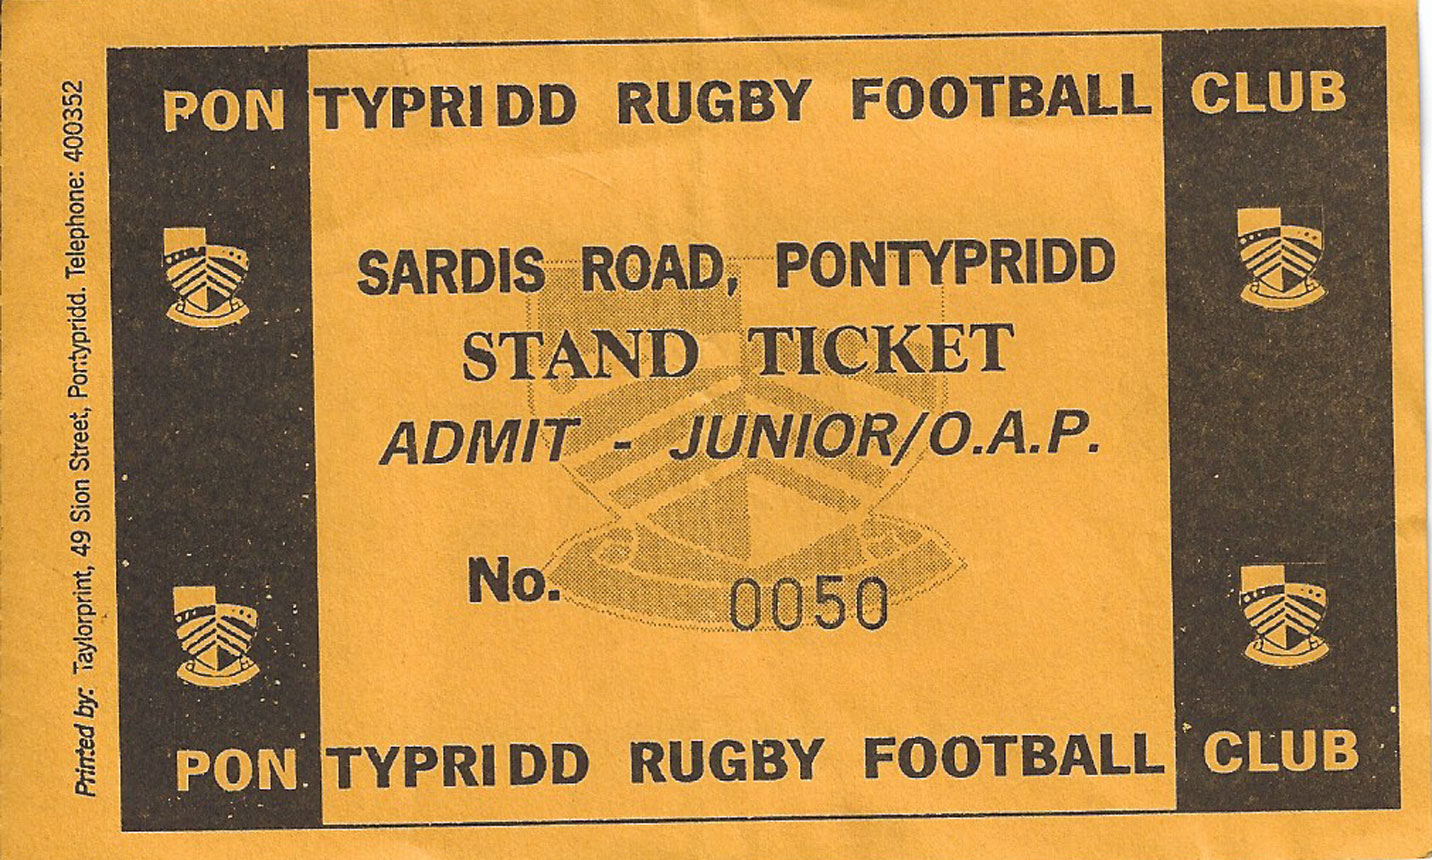 PONTYPRIDD RUGBY FOOTBALL CLUB
SARDIS ROAD, PONTYPRIDD
STAND TICKET
ADMIT - JUNIOR/O.A.P.
No. 0050
PONTYPRIDD RUGBY FOOTBALL CLUB
Printed by: Taylorprint, 49 Sion Street, Pontypridd. Telephone: 400352